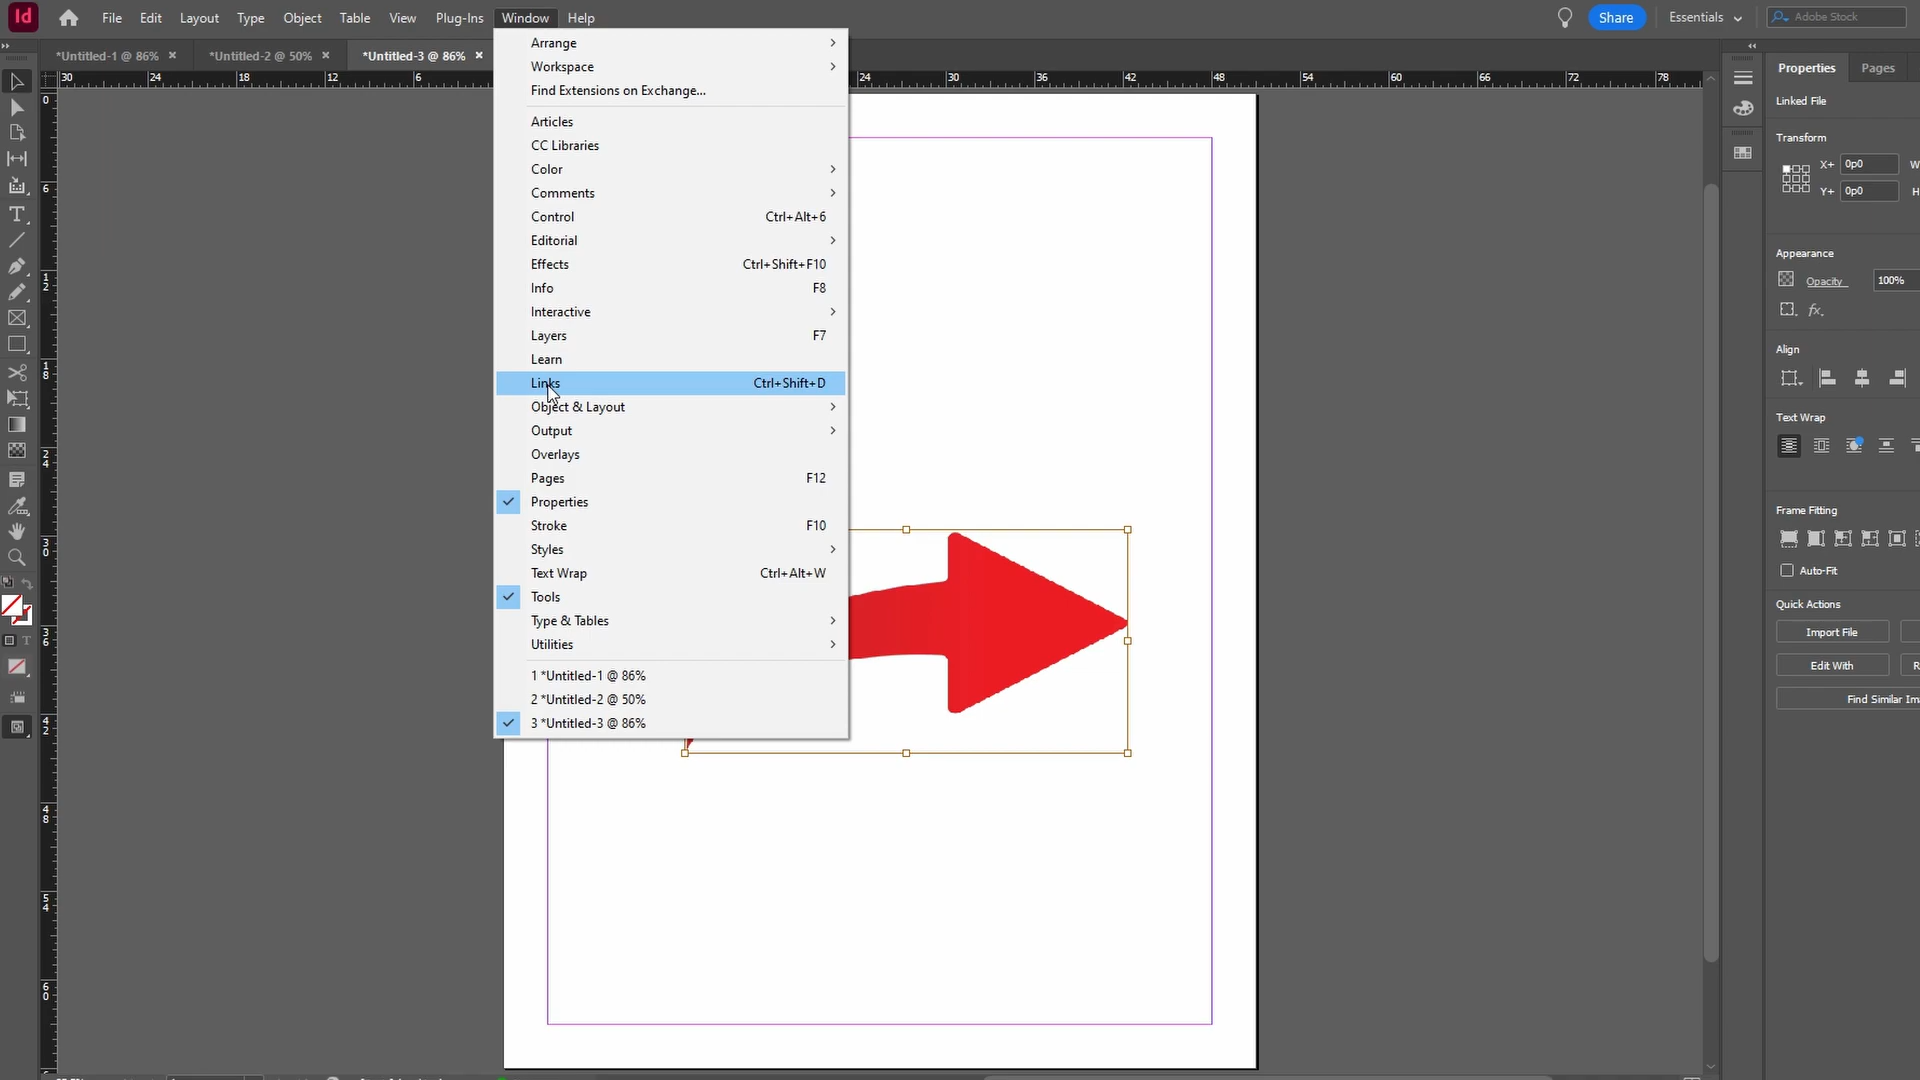 Id File Edit Layout Type Object Table View Plug-Ins Window Help Share Essentials Adobe Stock
*Untitled-1 @ 86% *Untitled-2 @ 50% *Untitled-3 @ 86%
30 24 18 12 6 24 30 36 42 48 54 60 66 72 78
0
6
1
2
1
8
2
4
3
0
3
6
4
2
4
8
5
4
6
0
Arrange
Workspace
Find Extensions on Exchange...
Articles
CC Libraries
Color
Comments
Control Ctrl+Alt+6
Editorial
Effects Ctrl+Shift+F10
Info F8
Interactive
Layers F7
Learn
Links Ctrl+Shift+D
Object & Layout
Output
Overlays
Pages F12
Properties
Stroke F10
Styles
Text Wrap Ctrl+Alt+W
Tools
Type & Tables
Utilities
1 *Untitled-1 @ 86%
2 *Untitled-2 @ 50%
3 *Untitled-3 @ 86%
Properties Pages
Linked File
Transform
X+ 0p0 W
Y+ 0p0 H
Appearance
Opacity 100%
fx.
Align
Text Wrap
Frame Fitting
Auto-Fit
Quick Actions
Import File
Edit With R
Find Similar Ima